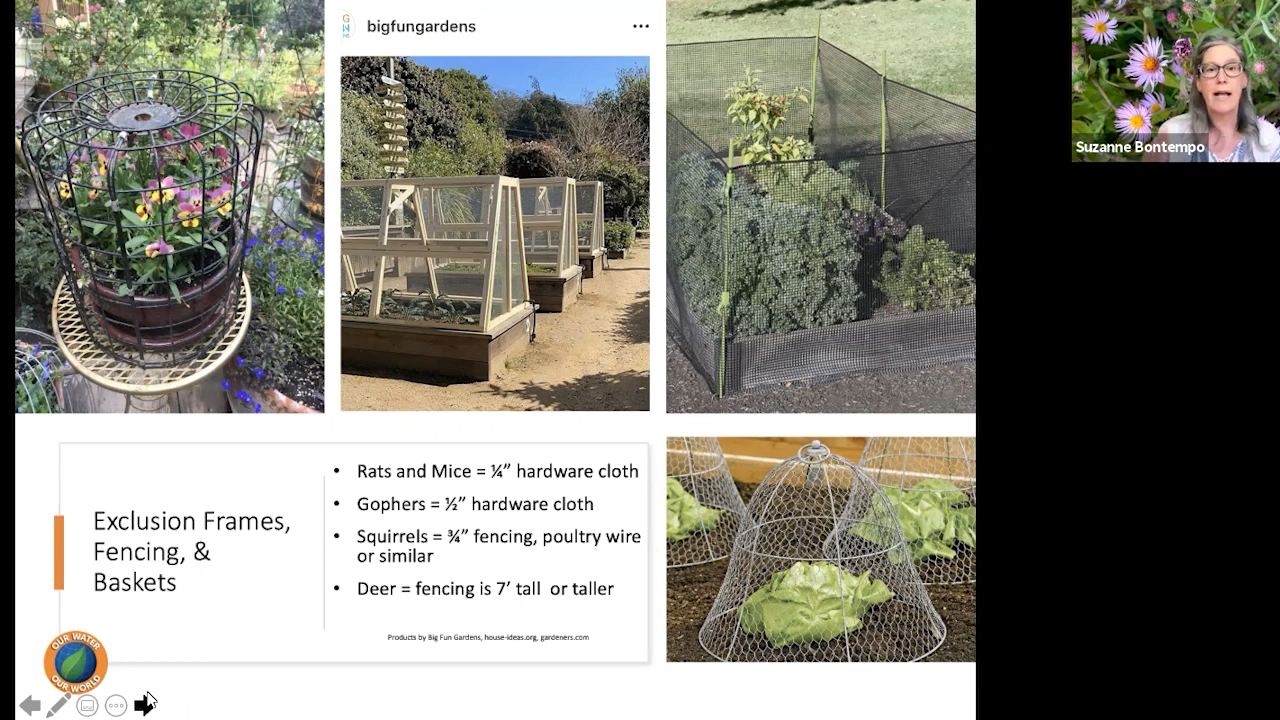 bigfungardens
Suzanne Bontempo
Exclusion Frames,
Fencing, &
Baskets
• Rats and Mice = ¼” hardware cloth
• Gophers = ½” hardware cloth
• Squirrels = ¾” fencing, poultry wire
or similar
• Deer = fencing is 7’ tall or taller
Products by Big Fun Gardens, house-ideas.org, gardeners.com
OUR WATER
OUR WORLD